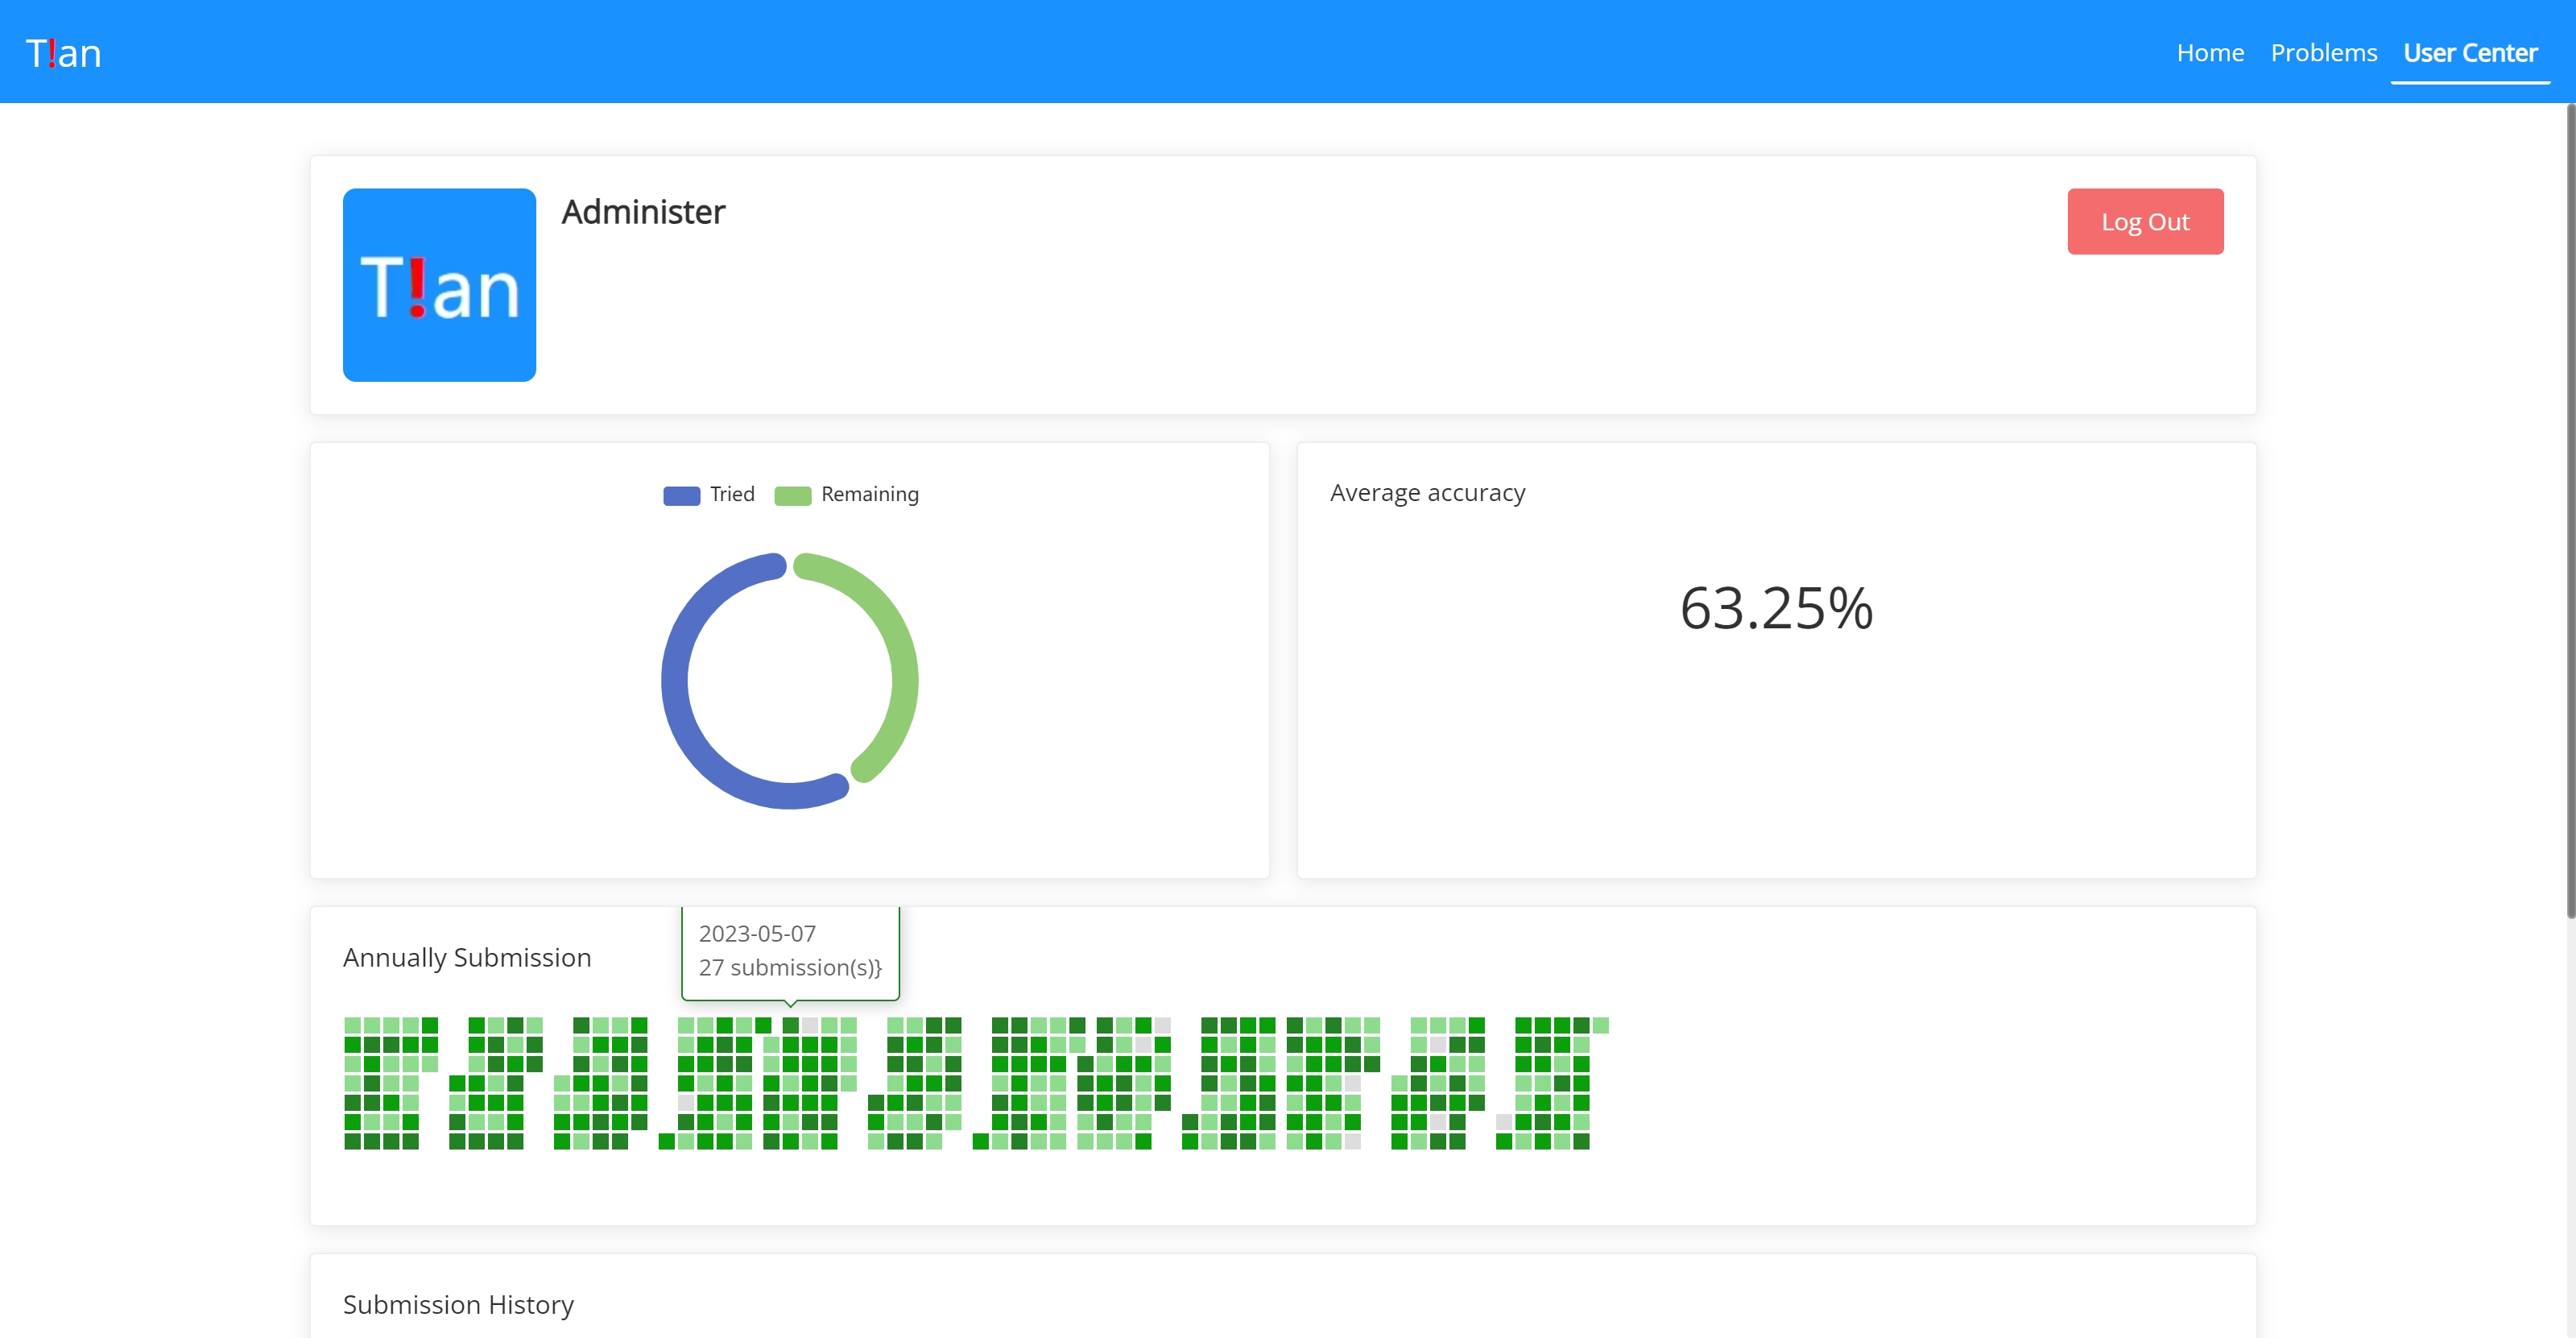 T!an
Home Problems User Center
T!an
Administer
Log Out
Tried Remaining
Average accuracy
63.25%
2023-05-07
27 submission(s)}
Annually Submission
Submission History